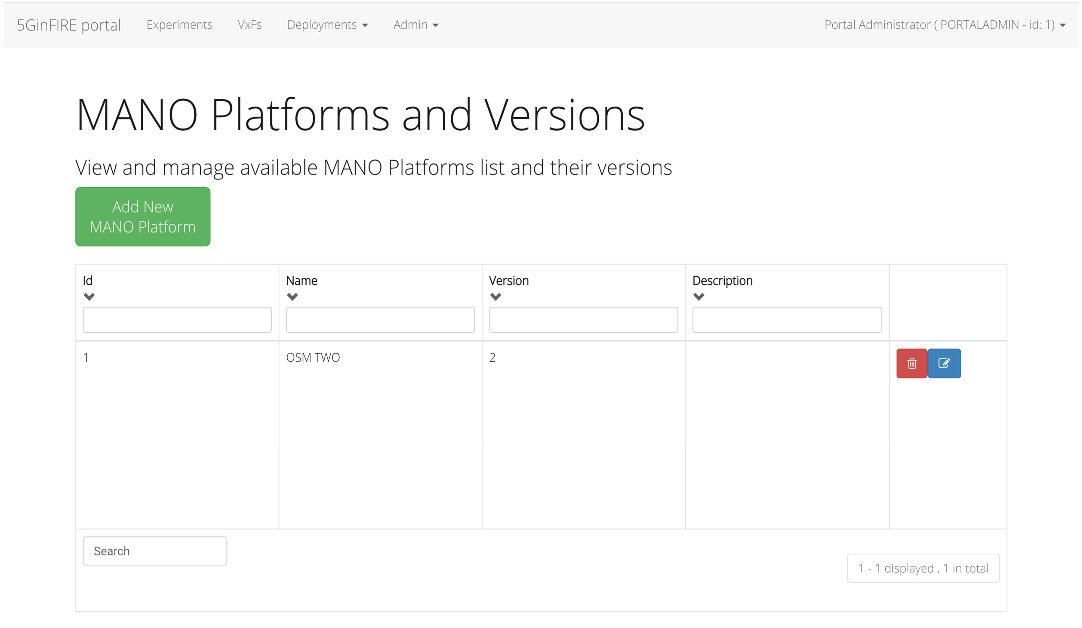 5GinFIRE portal Experiments VxFs Deployments Admin Portal Administrator ( PORTALADMIN - id: 1)
MANO Platforms and Versions
View and manage available MANO Platforms list and their versions
Add New
MANO Platform
Id Name Version Description
1 OSM TWO 2
Search
1 - 1 displayed , 1 in total